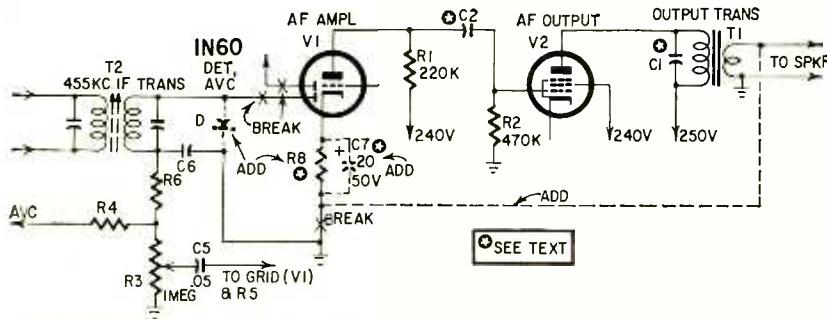 AF AMPL
V1
C2
AF OUTPUT
V2
OUTPUT TRANS
T1
C1
TO SPKR
IN60
DET,
AVC
T2
455KC IF TRANS
R1
220K
BREAK
D
C6
ADD
R8
C7
+
20
50V
ADD
240V
R2
470K
240V
250V
R6
AVC
R4
BREAK
ADD
SEE TEXT
C5
.05
R3
1MEG
TO GRID (V1)
& R5